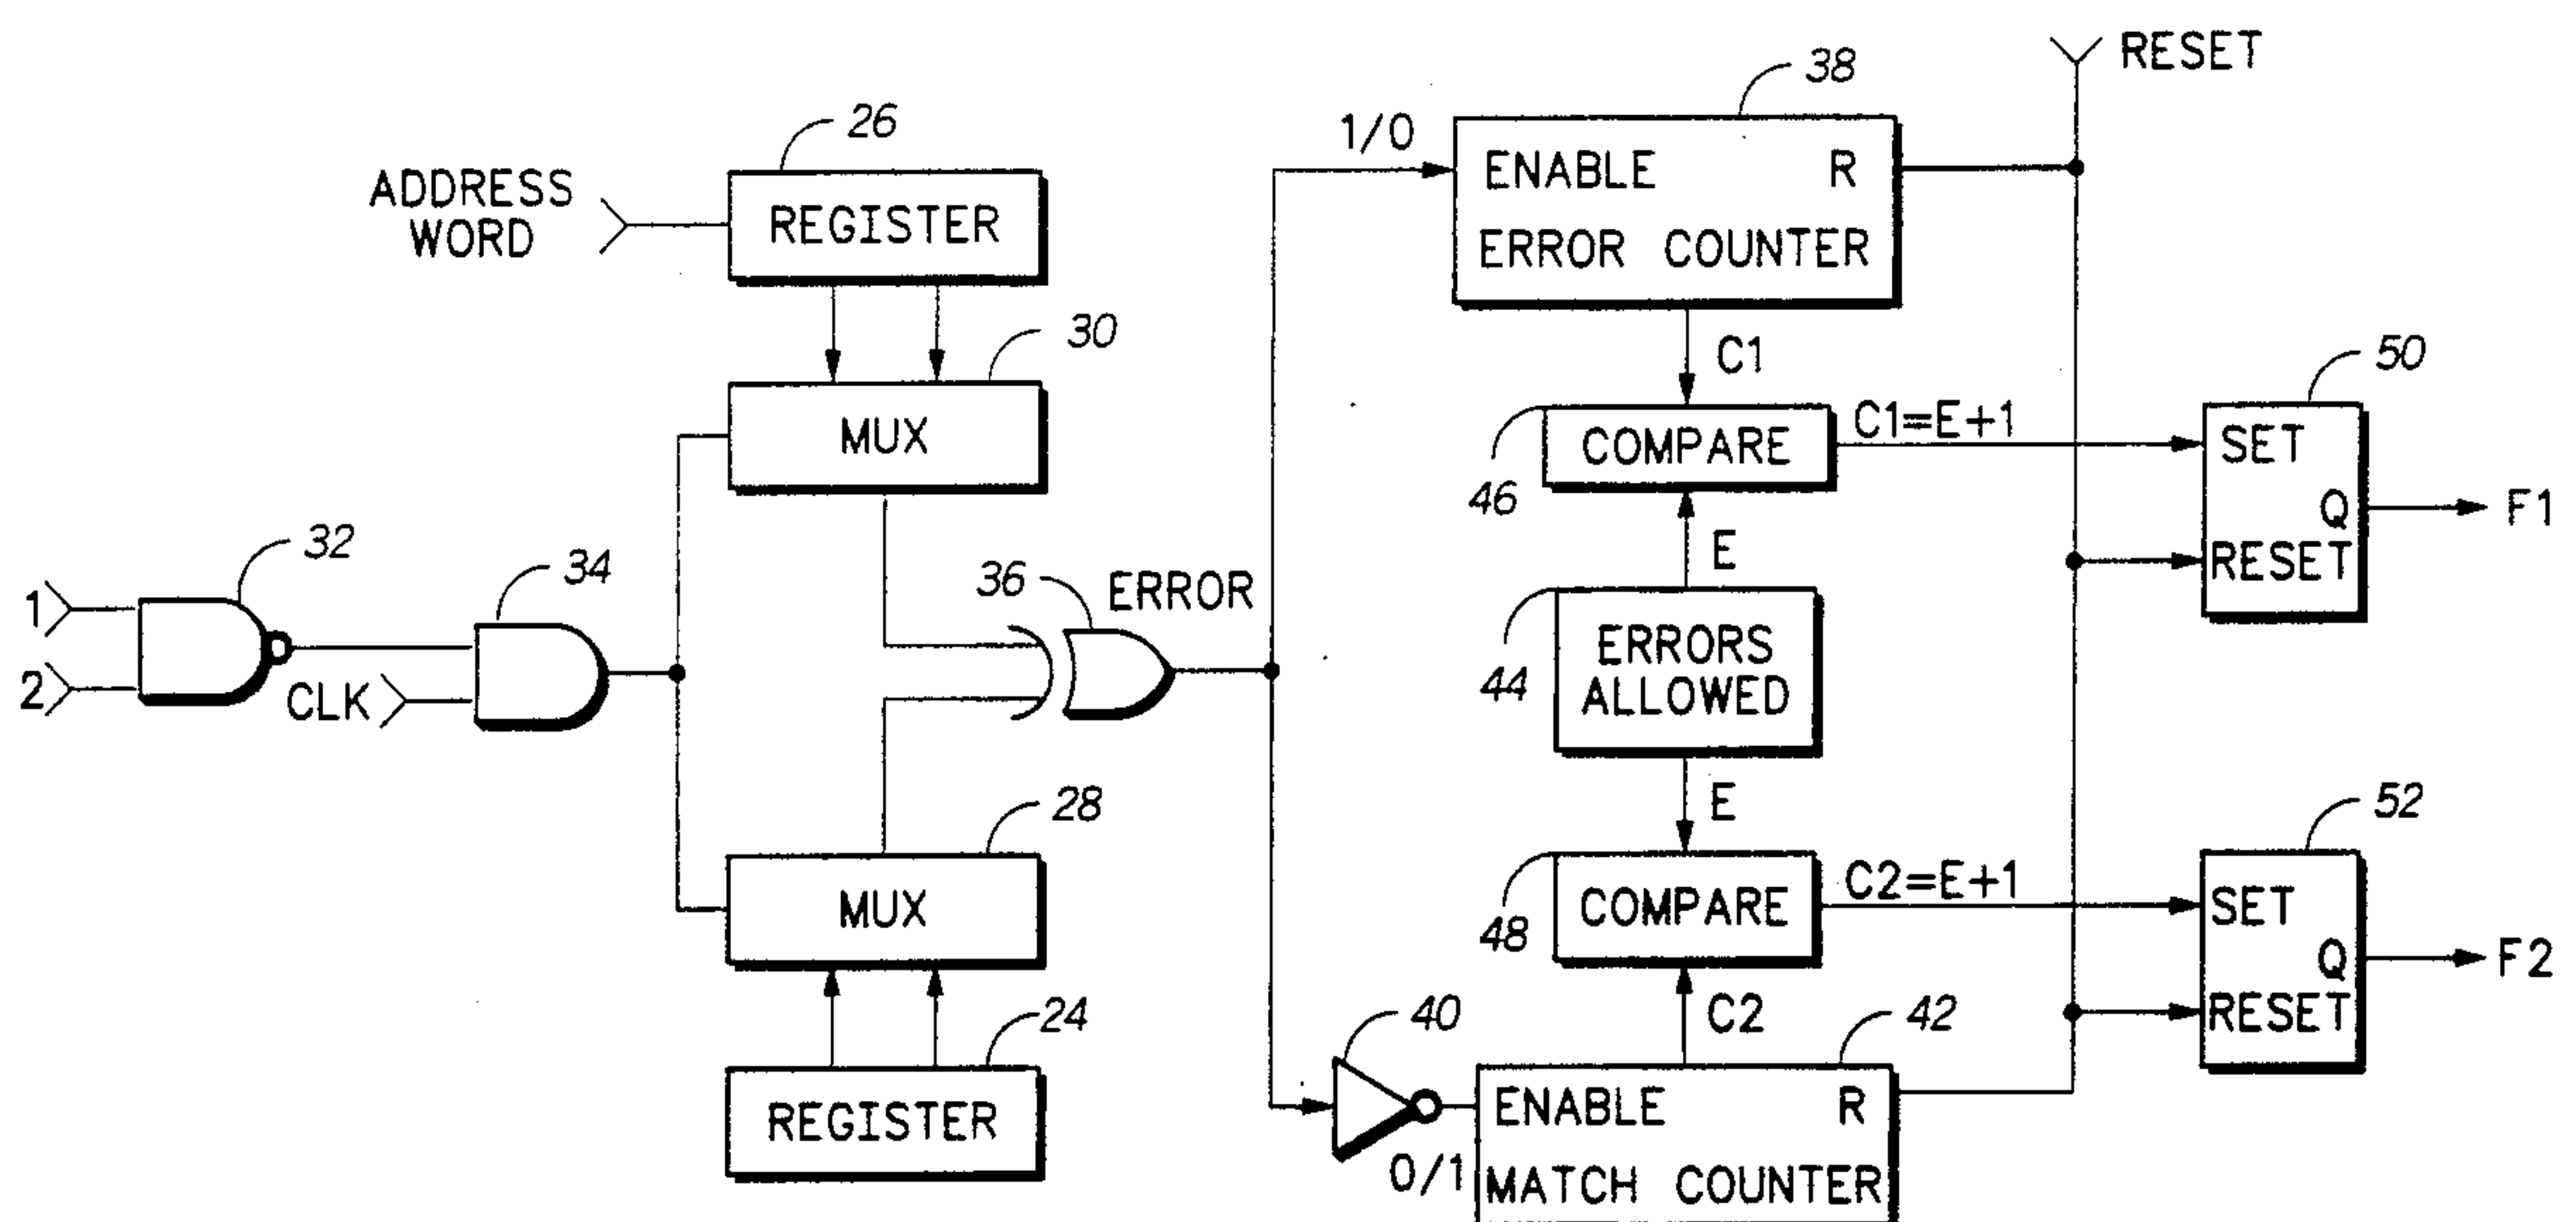 RESET
38
26
1/0
ENABLE R
ERROR COUNTER
ADDRESS
WORD
REGISTER
30
C1
50
MUX
46
COMPARE
C1=E+1
SET
Q
F1
RESET
32
34
36
ERROR
E
1
2
CLK
44
ERRORS
ALLOWED
28
E
52
MUX
48
COMPARE
C2=E+1
SET
Q
F2
RESET
24
40
C2
42
REGISTER
ENABLE R
0/1
MATCH COUNTER